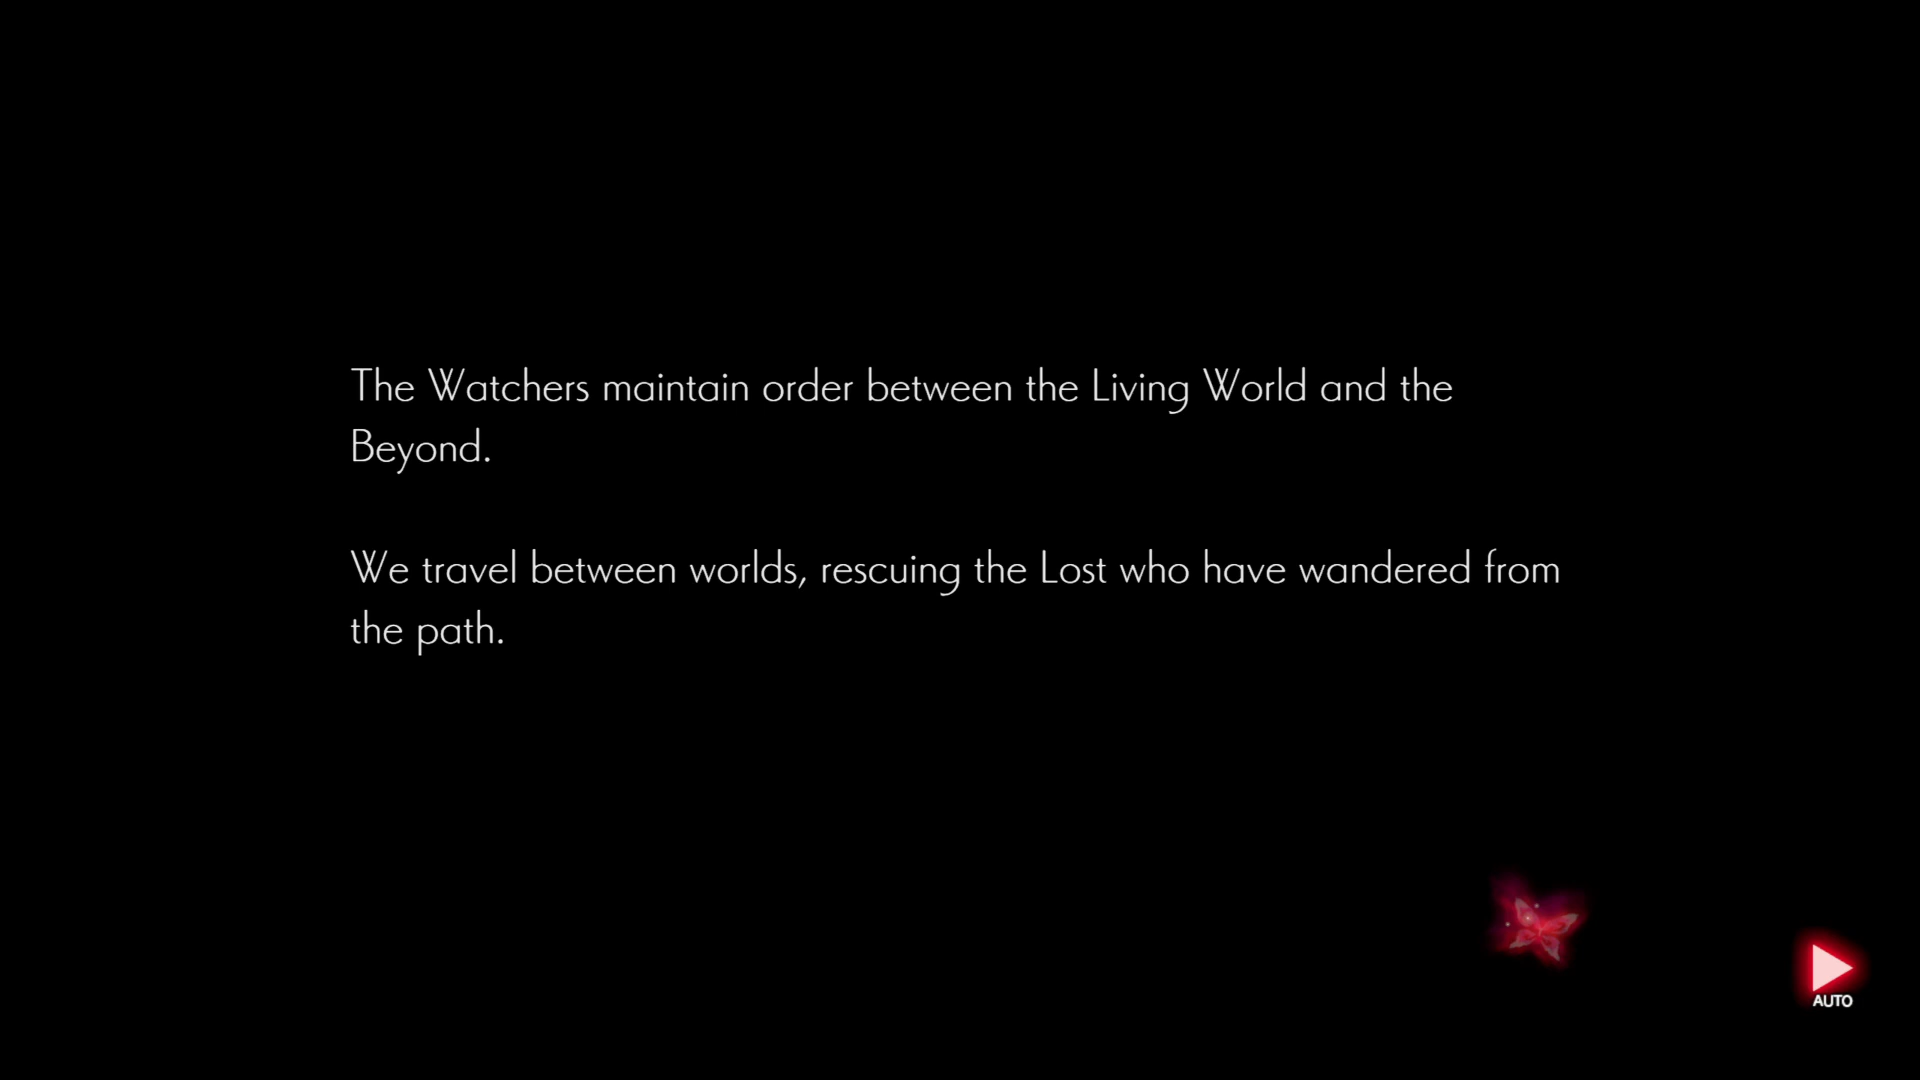 The Watchers maintain order between the Living World and the
Beyond.
We travel between worlds, rescuing the Lost who have wandered from
the path.
AUTO